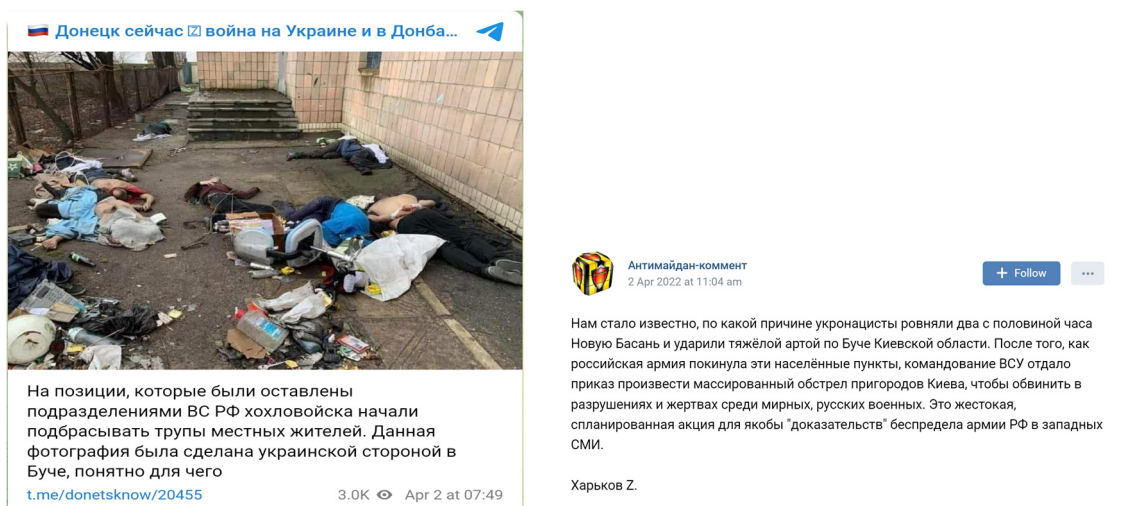 🇷🇺 Донецк сейчас 🇿 война на Украине и в Донба...
На позиции, которые были оставлены
подразделениями ВС РФ хохловойска начали
подбрасывать трупы местных жителей. Данная
фотография была сделана украинской стороной в
Буче, понятно для чего
t.me/donetsknow/20455 3.0K Apr 2 at 07:49
Антимайдан-коммент
2 Apr 2022 at 11:04 am
+ Follow
Нам стало известно, по какой причине укронацисты ровняли два с половиной часа
Новую Басань и ударили тяжёлой артой по Буче Киевской области. После того, как
российская армия покинула эти населённые пункты, командование ВСУ отдало
приказ произвести массированный обстрел пригородов Киева, чтобы обвинить в
разрушениях и жертвах среди мирных, русских военных. Это жестокая,
спланированная акция для якобы "доказательств" беспредела армии РФ в западных
СМИ.
Харьков Z.